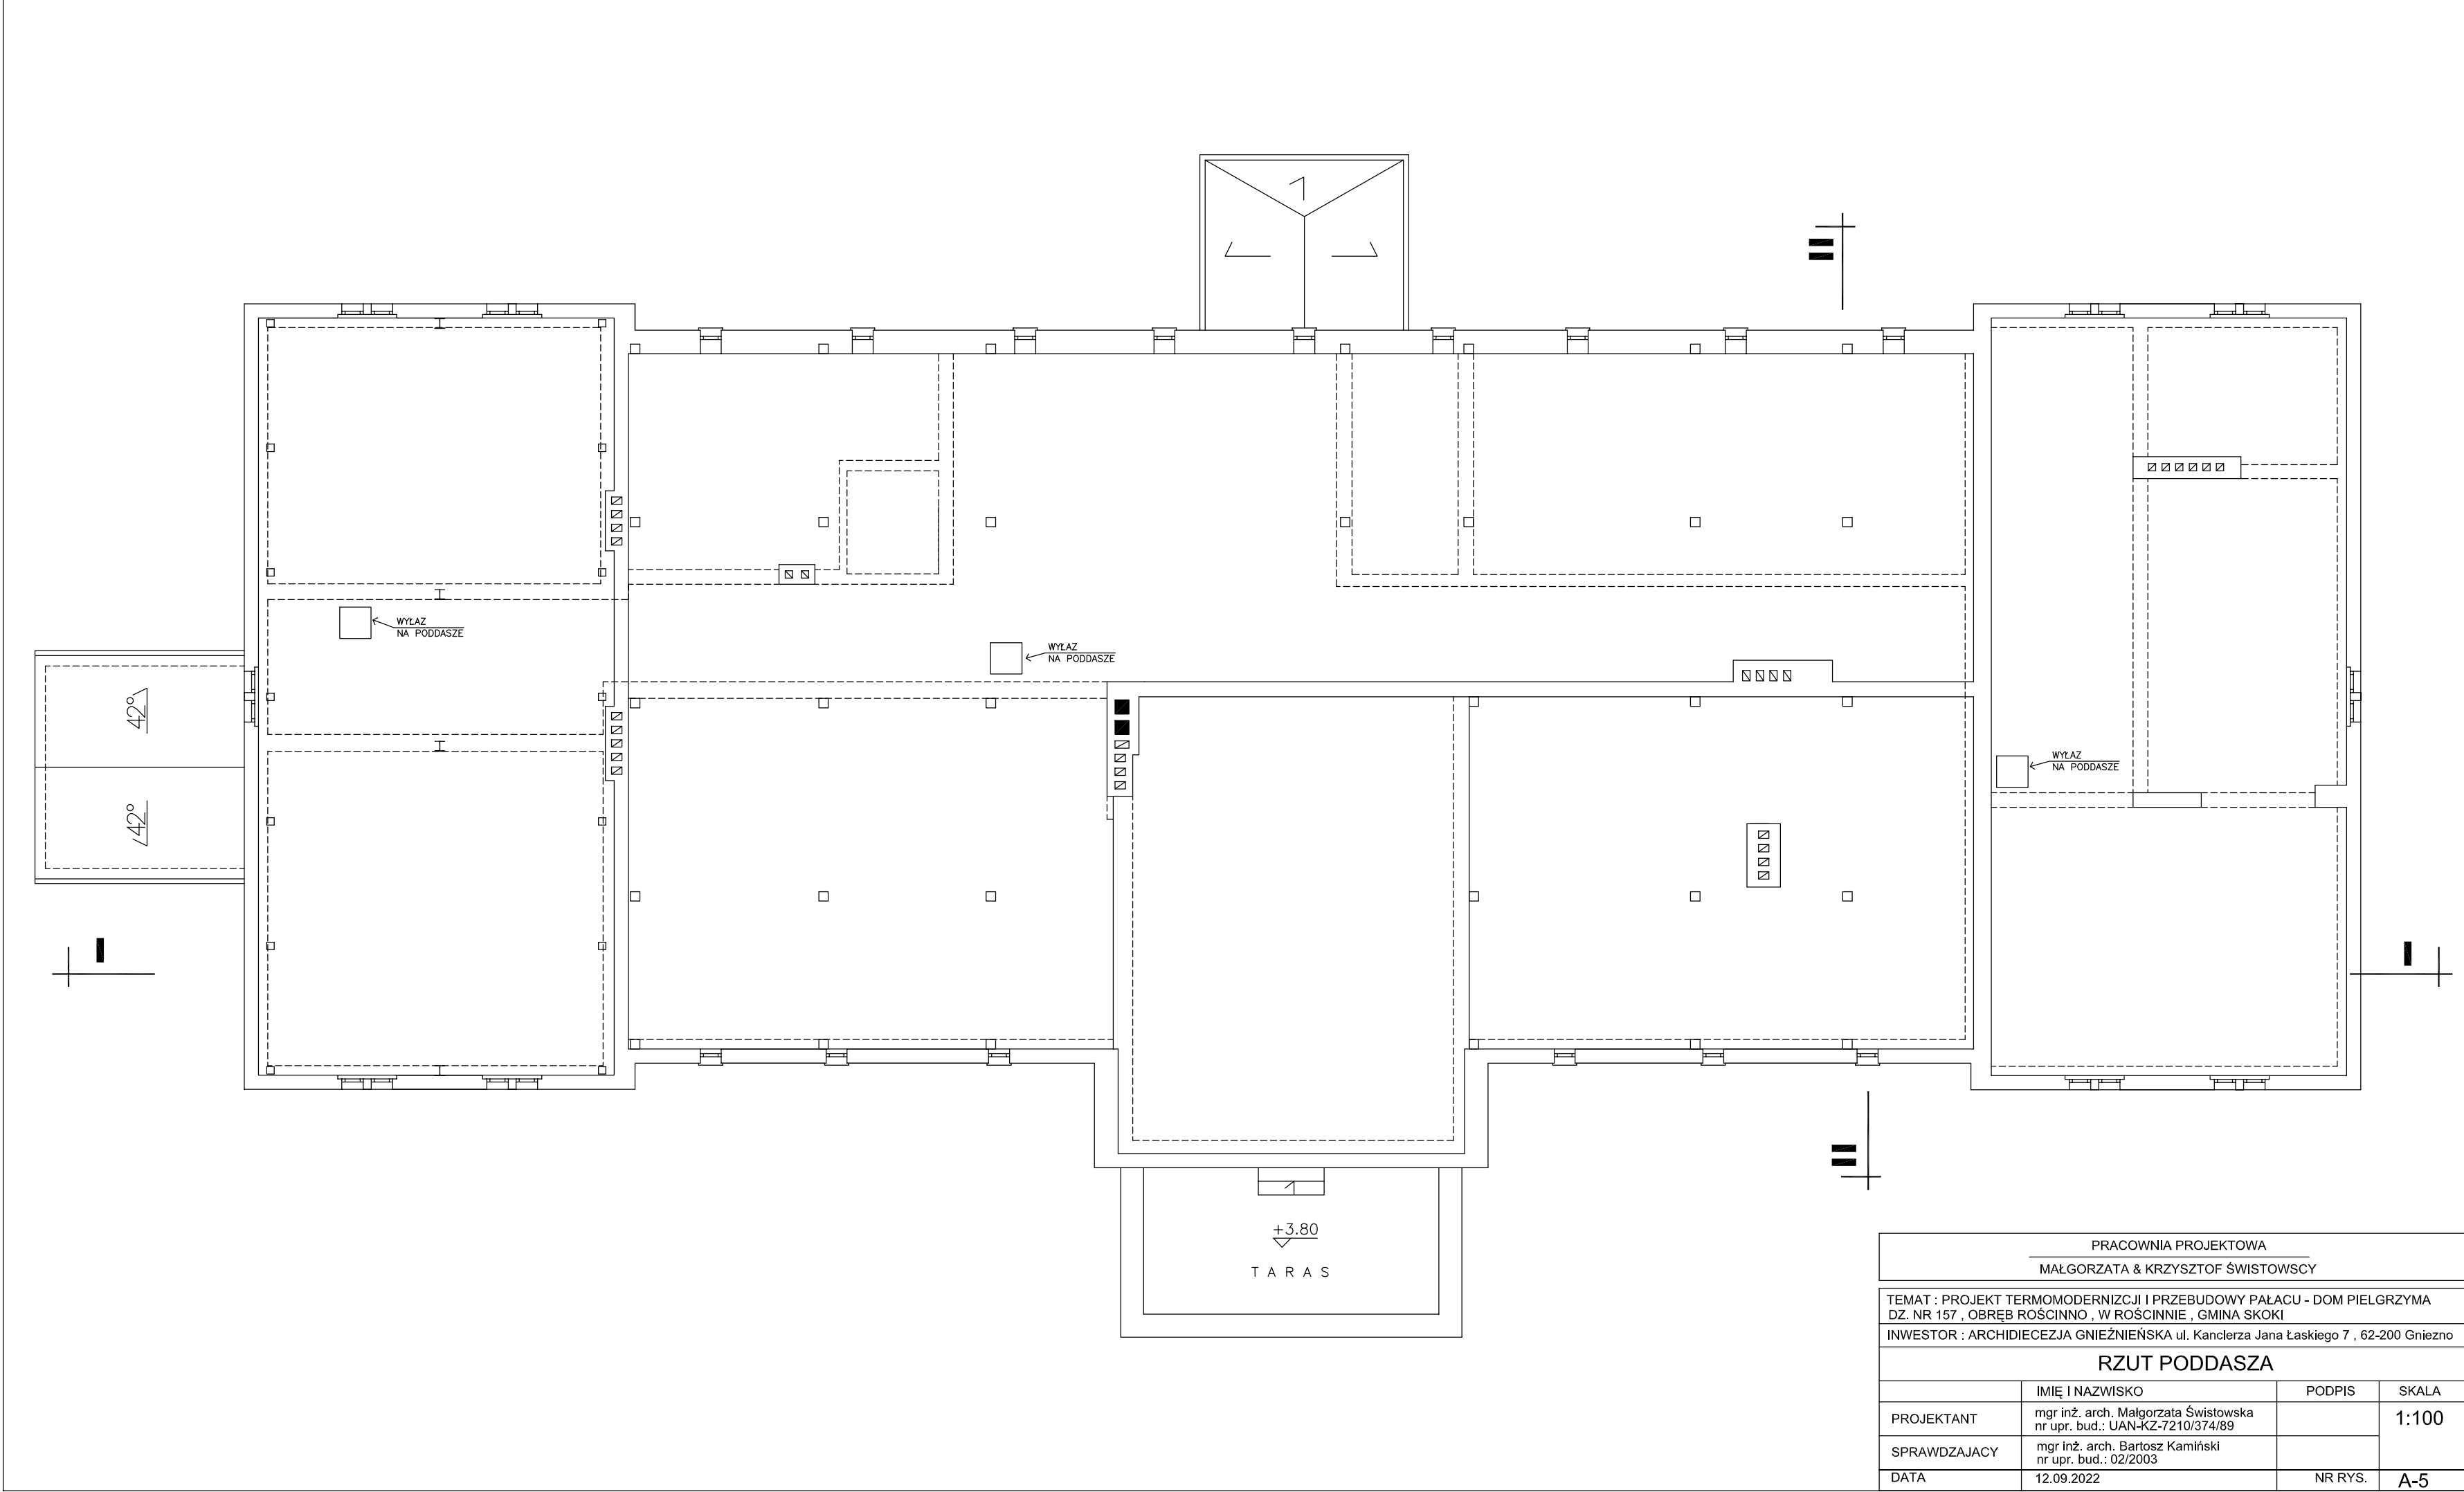 II
WYŁAZ
NA PODDASZE
WYŁAZ
NA PODDASZE
42°
WYŁAZ
NA PODDASZE
42°
I
I
II
+3.80
TARAS
PRACOWNIA PROJEKTOWA
MAŁGORZATA & KRZYSZTOF ŚWISTOWSCY
TEMAT : PROJEKT TERMOMODERNIZCJI I PRZEBUDOWY PAŁACU - DOM PIELGRZYMA
DZ. NR 157 , OBRĘB ROŚCINNO , W ROŚCINNIE , GMINA SKOKI
INWESTOR : ARCHIDIECEZJA GNIEŹNIEŃSKA ul. Kanclerza Jana Łaskiego 7 , 62-200 Gniezno
RZUT PODDASZA
IMIĘ I NAZWISKO PODPIS SKALA
PROJEKTANT mgr inż. arch. Małgorzata Świstowska
nr upr. bud.: UAN-KZ-7210/374/89
1:100
SPRAWDZAJACY mgr inż. arch. Bartosz Kamiński
nr upr. bud.: 02/2003
DATA 12.09.2022 NR RYS. A-5